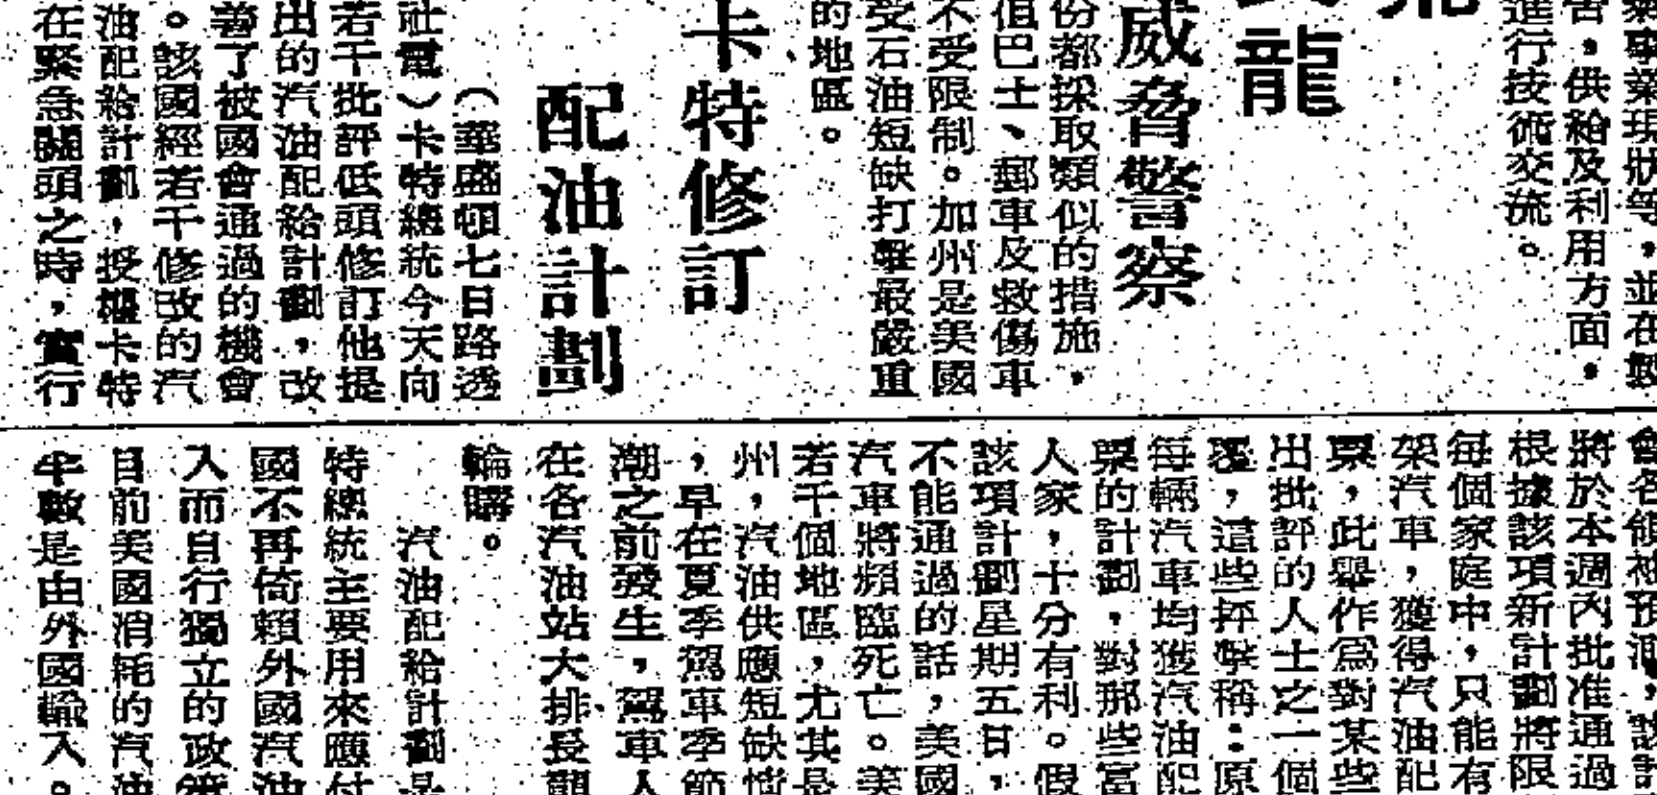 進行技術交流。
龍
威脅警察
份都採取類似的措施，
但巴士、郵車及救傷車
不受限制。加州是美國
受石油短缺打擊最嚴重
的地區。
卡特修訂
配油計劃
（華盛頓七日路透
社電）卡特總統今天向
若干批評低頭修訂他提
出的汽油配給計劃，改
善了被國會通過的機會
。該國經若干修改的汽
油配給計劃，授權卡特
在緊急關頭之時，實行
將於本週內批准通過
根據該項新計劃將限
每個家庭中，只能有
架汽車，獲得汽油配
票，此舉作為對某些
出批評的人士之一個
覆，這些抨擊稱：原
每輛汽車均獲汽油配
票的計劃，對那些富
人家，十分有利。假
該項計劃星期五
不能通過的話，美國
汽車將頻臨死亡。美
若干個地區，尤其是
州，汽油供應短缺
，早在夏季駕車季節
潮之前發生，駕車人
在各汽油站大排長龍
輪購。
汽油配給計劃是
特總統主要用來應付
國不再倚賴外國汽油
入而自行獨立的政策
目前美國消耗的汽油
半數是由外國輸入。